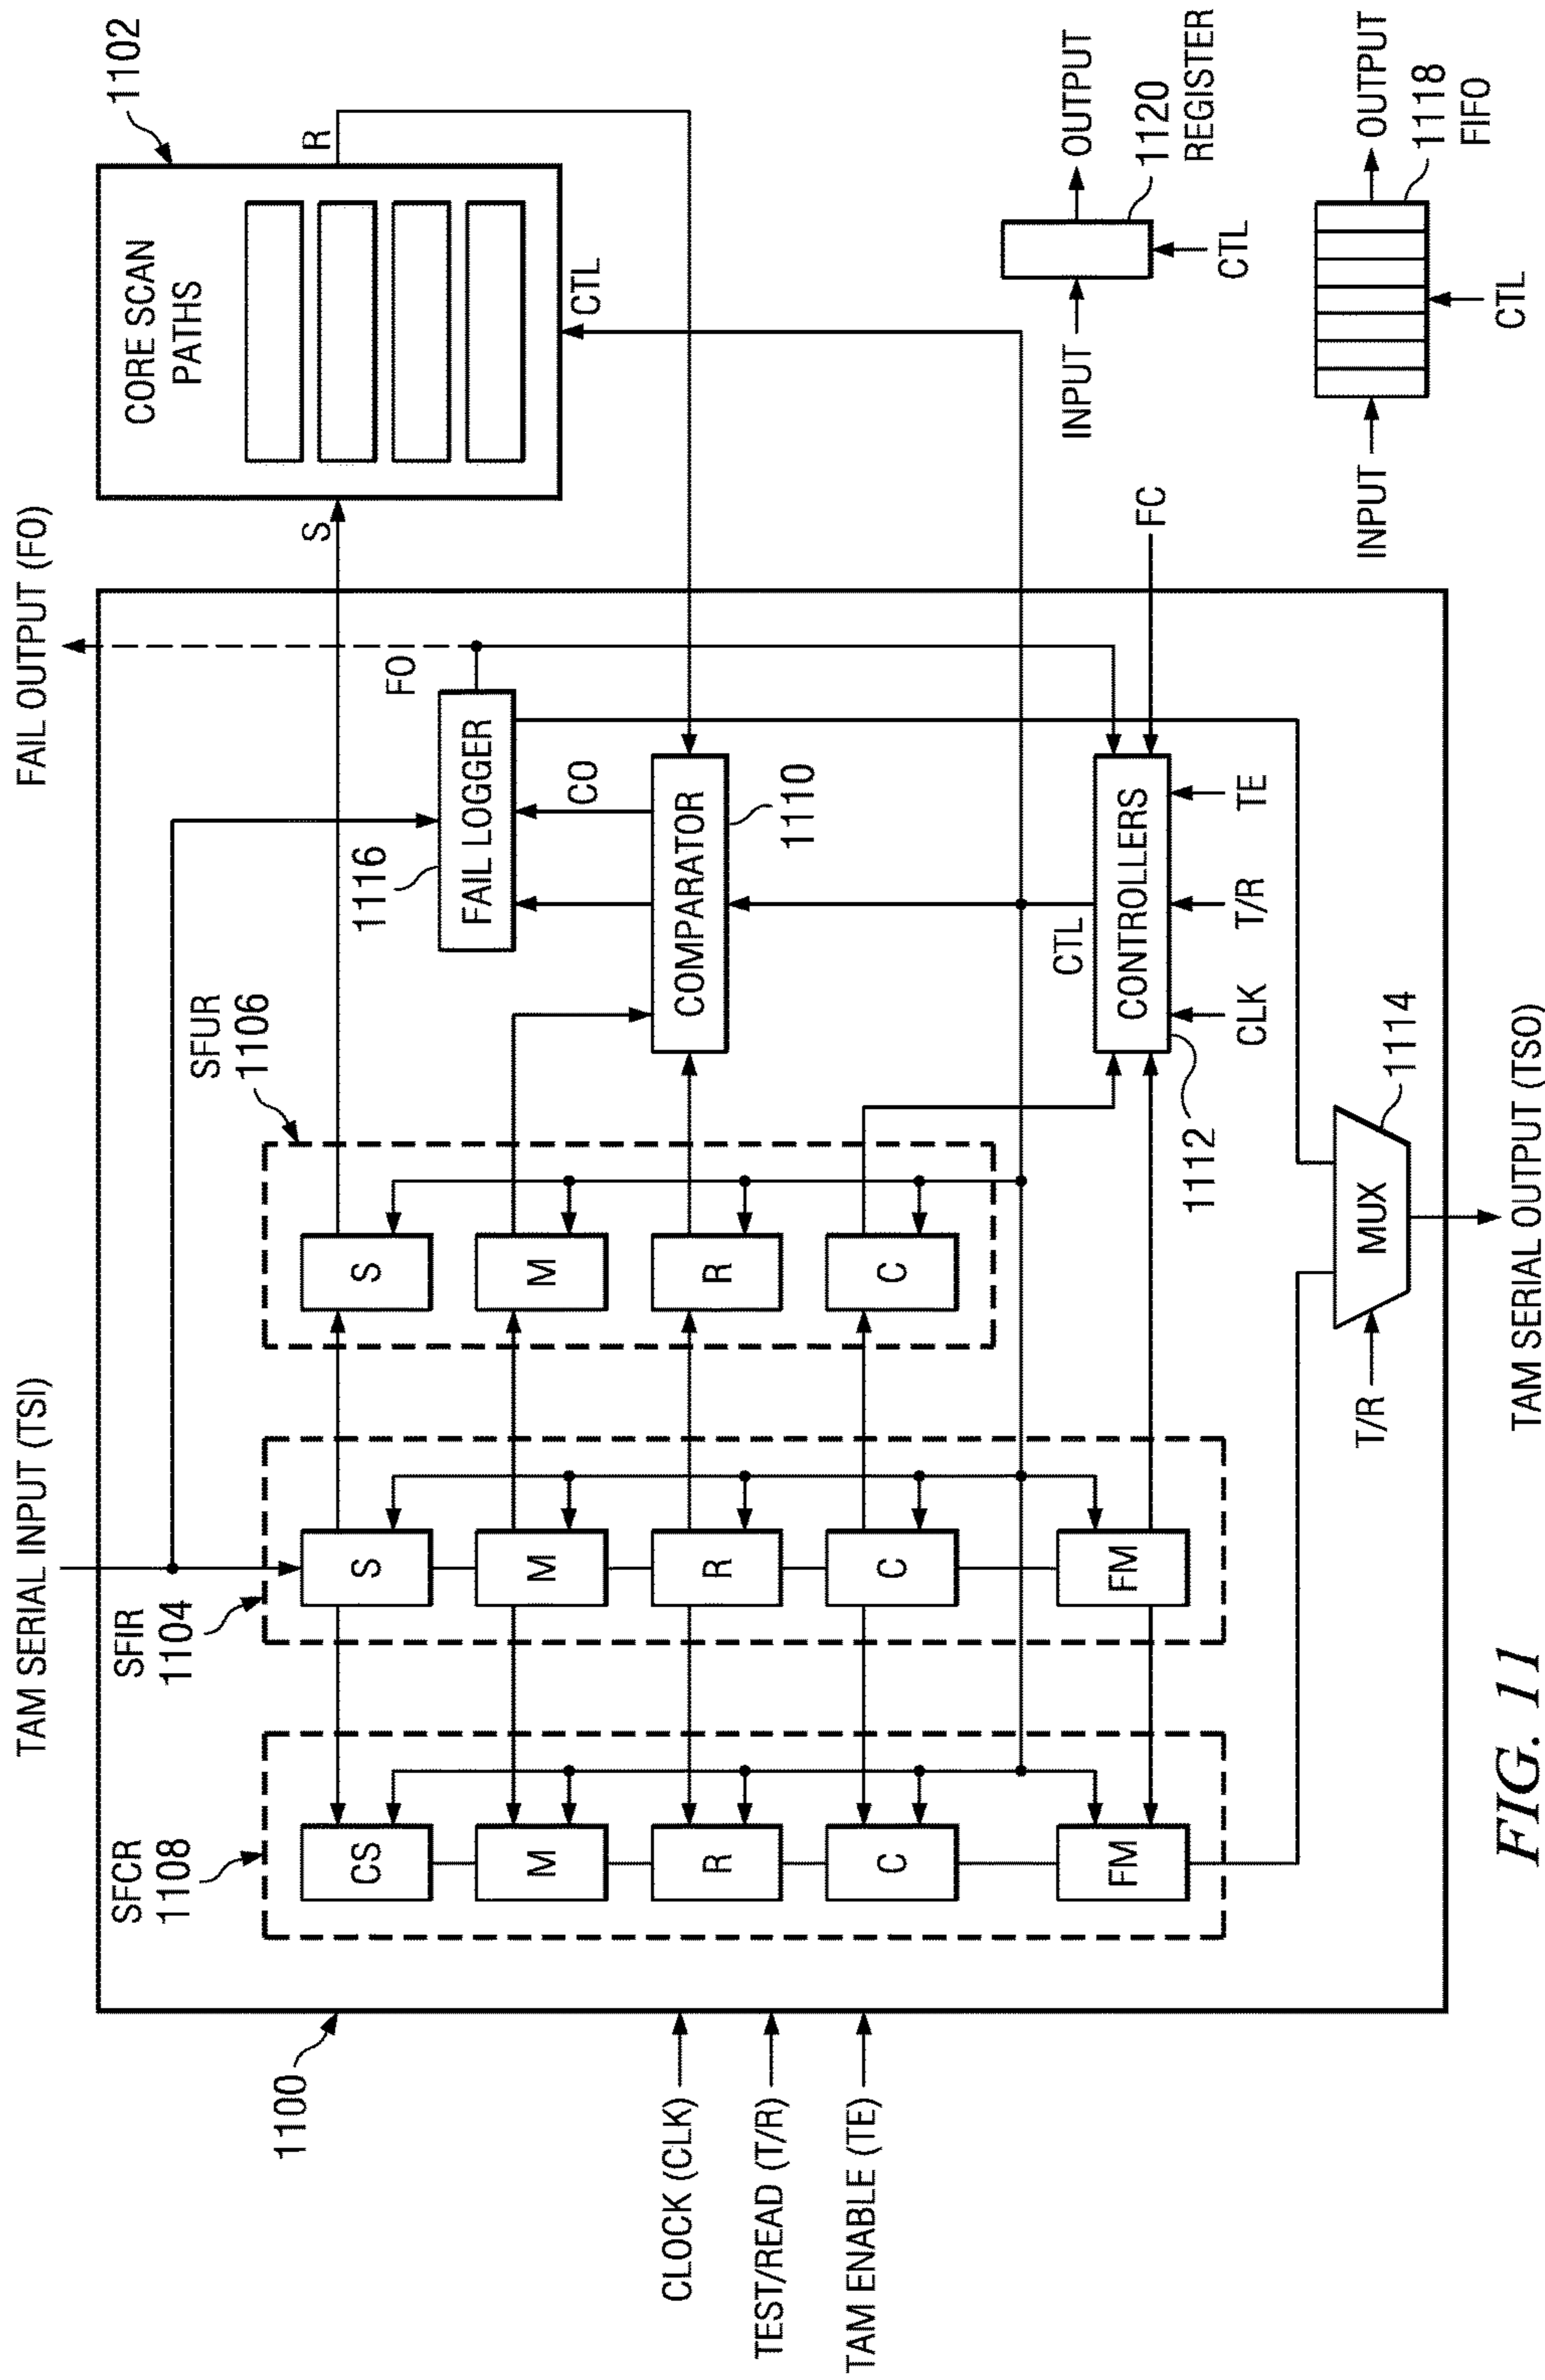 FAIL OUTPUT (FO)
TAM SERIAL INPUT (TSI)
1102
CORE SCAN
PATHS
S
R
CTL
SFCR
1108
SFIR
1104
SFUR
1106
CS
M
R
C
FM
S
M
R
C
FM
S
M
R
C
1116
FAIL LOGGER
FO
CO
COMPARATOR
1110
CTL
CONTROLLERS
1112
CLK
T/R
TE
FC
1100
CLOCK (CLK)
TEST/READ (T/R)
TAM ENABLE (TE)
T/R
MUX
1114
TAM SERIAL OUTPUT (TSO)
INPUT
OUTPUT
CTL
1120
REGISTER
INPUT
OUTPUT
CTL
1118
FIFO
FIG. 11